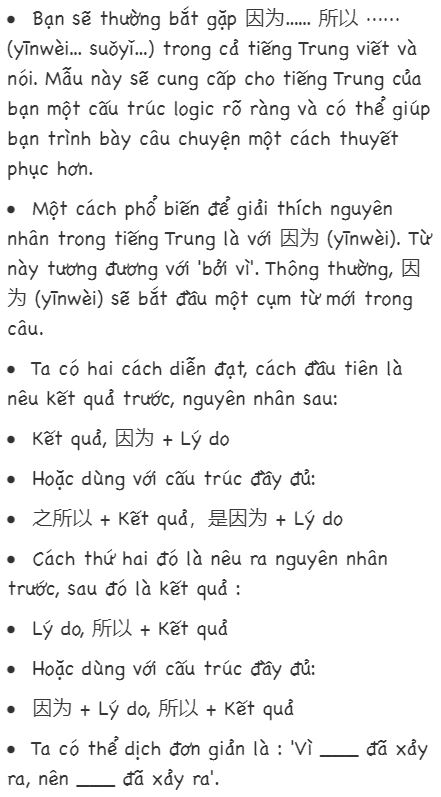 • Bạn sẽ thường bắt gặp 因为...... 所以 ⋯⋯
(yīnwèi... suǒyǐ...) trong cả tiếng Trung viết và
nói. Mẫu này sẽ cung cấp cho tiếng Trung của
bạn một cấu trúc logic rõ ràng và có thể giúp
bạn trình bày câu chuyện một cách thuyết
phục hơn.
• Một cách phổ biến để giải thích nguyên
nhân trong tiếng Trung là với 因为 (yīnwèi). Từ
này tương đương với 'bởi vì'. Thông thường, 因
为 (yīnwèi) sẽ bắt đầu một cụm từ mới trong
câu.
• Ta có hai cách diễn đạt, cách đầu tiên là
nêu kết quả trước, nguyên nhân sau:
• Kết quả, 因为 + Lý do
• Hoặc dùng với cấu trúc đầy đủ:
• 之所以 + Kết quả，是因为 + Lý do
• Cách thứ hai đó là nêu ra nguyên nhân
trước, sau đó là kết quả :
• Lý do, 所以 + Kết quả
• Hoặc dùng với cấu trúc đầy đủ:
• 因为 + Lý do, 所以 + Kết quả
• Ta có thể dịch đơn giản là : 'Vì ____ đã xảy
ra, nên ____ đã xảy ra'.